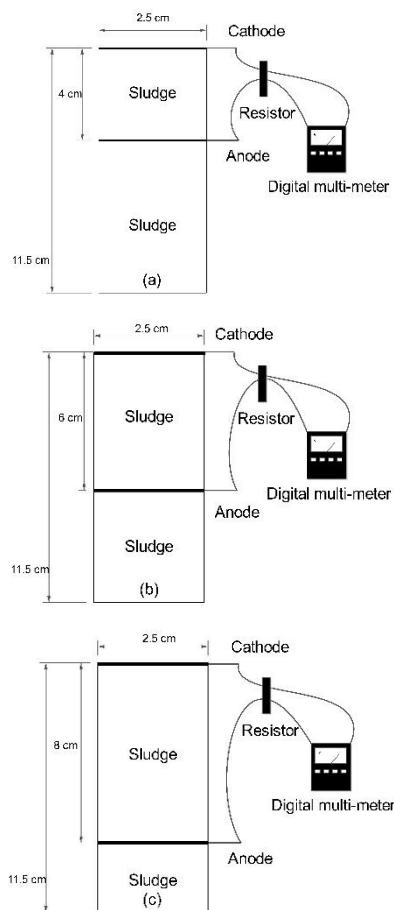 2.5 cm
Cathode
4 cm
Sludge
Resistor
Anode
Digital multi-meter
Sludge
11.5 cm
(a)
2.5 cm
Cathode
6 cm
Sludge
Resistor
Digital multi-meter
Anode
Sludge
11.5 cm
(b)
2.5 cm
Cathode
Resistor
8 cm
Sludge
Digital multi-meter
Anode
Sludge
11.5 cm
(c)